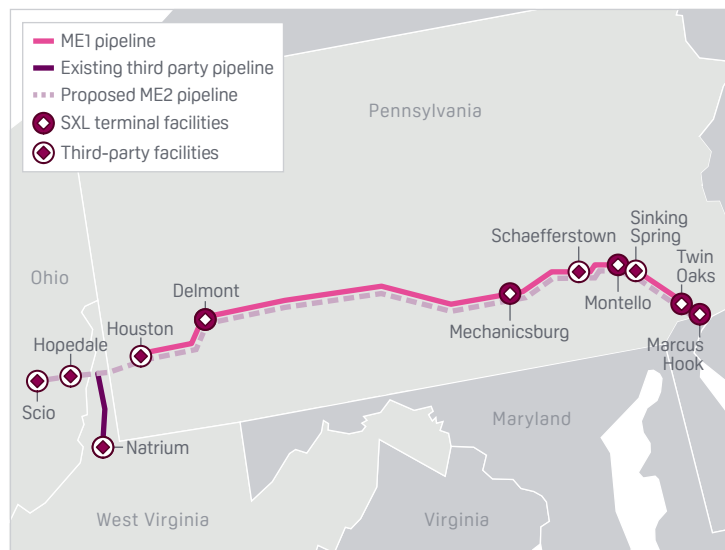 ME1 pipeline
Existing third party pipeline
Proposed ME2 pipeline
SXL terminal facilities
Third-party facilities
Pennsylvania
Schaefferstown
Sinking
Spring
Twin
Oaks
Ohio
Delmont
Montello
Houston
Mechanicsburg
Marcus
Hook
Hopedale
Scio
Maryland
Natrium
West Virginia
Virginia